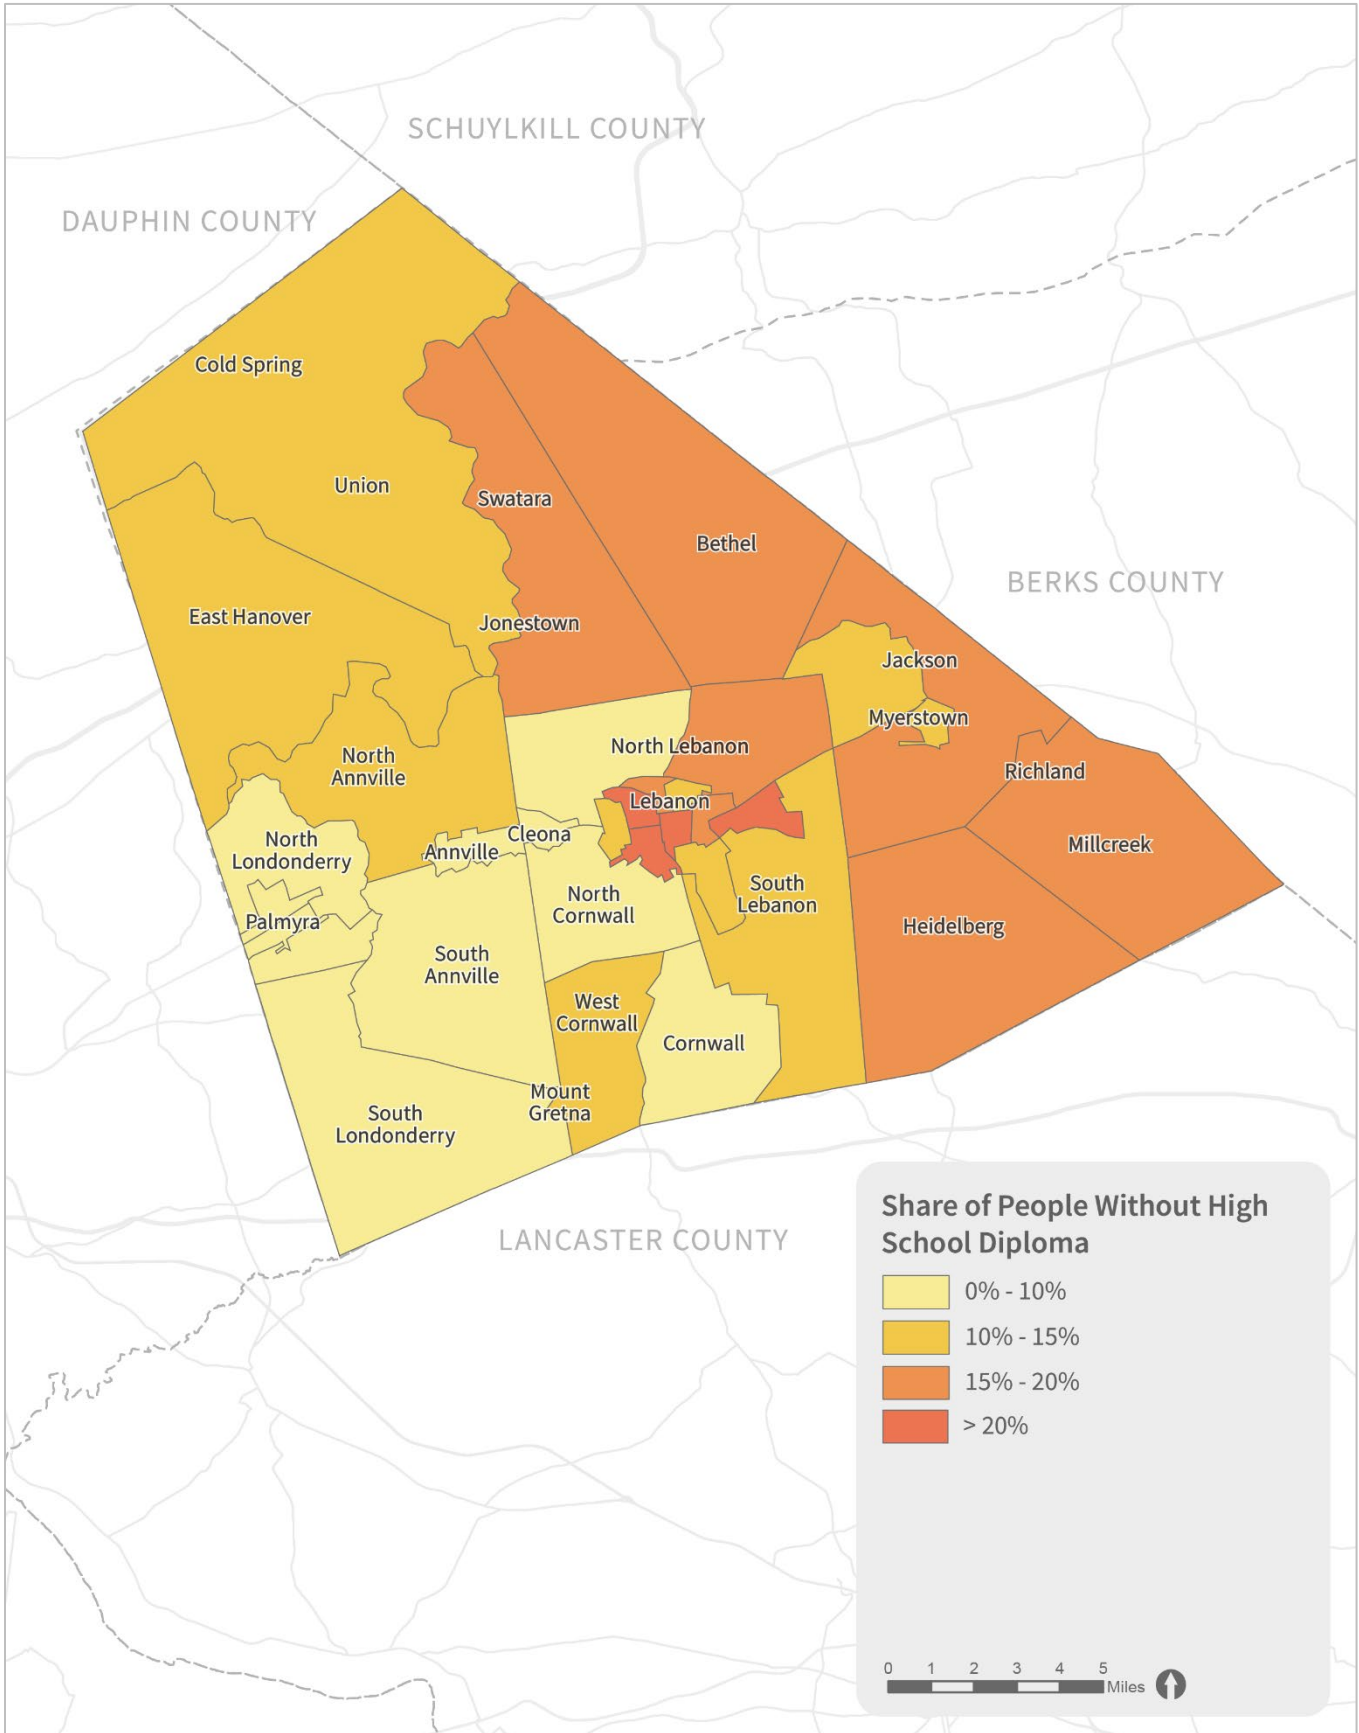 SCHUYLKILL COUNTY
DAUPHIN COUNTY
Cold Spring
Union
Swatara
Bethel
BERKS COUNTY
East Hanover
Jonestown
Jackson
Myerstown
North Lebanon
North
Annville
Richland
Lebanon
Cleona
North
Londonderry
Annville
Millcreek
South
Lebanon
North
Cornwall
Palmyra
Heidelberg
South
Annville
West
Cornwall
Cornwall
Mount
Gretna
South
Londonderry
LANCASTER COUNTY
Share of People Without High
School Diploma
0% - 10%
10% - 15%
15% - 20%
> 20%
0 1 2 3 4 5
Miles